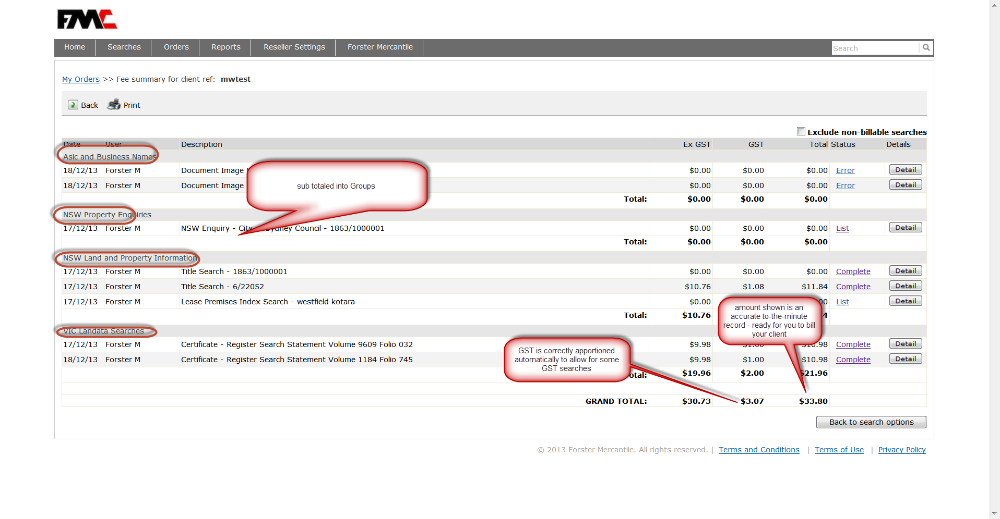 FMC
Home Searches Orders Reports Reseller Settings Forster Mercantile Search
My Orders >> Fee summary for client ref: mwtest
Back Print
Exclude non-billable searches
Date User Description Ex GST GST Total Status Details
Asic and Business Names
18/12/13 Forster M Document Image $0.00 $0.00 $0.00 Error Detail
18/12/13 Forster M Document Image $0.00 $0.00 $0.00 Error Detail
sub totaled into Groups
Total: $0.00 $0.00 $0.00
NSW Property Enquiries
17/12/13 Forster M NSW Enquiry - City Sydney Council - 1863/1000001 $0.00 $0.00 $0.00 List Detail
Total: $0.00 $0.00 $0.00
NSW Land and Property Information
17/12/13 Forster M Title Search - 1863/1000001 $0.00 $0.00 $0.00 Complete Detail
17/12/13 Forster M Title Search - 6/22052 $10.76 $1.08 $11.84 Complete Detail
17/12/13 Forster M Lease Premises Index Search - westfield kotara $0.00 List Detail
Total: $10.76
amount shown is an
accurate to-the-minute
record - ready for you to bill
your client
VIC Landata Searches
17/12/13 Forster M Certificate - Register Search Statement Volume 9609 Folio 032 $9.98 $1.00 $10.98 Complete Detail
18/12/13 Forster M Certificate - Register Search Statement Volume 1184 Folio 745 $9.98 $1.00 $10.98 Complete Detail
GST is correctly apportioned
automatically to allow for some
GST searches
Total: $19.96 $2.00 $21.96
GRAND TOTAL: $30.73 $3.07 $33.80
Back to search options
© 2013 Forster Mercantile. All rights reserved. | Terms and Conditions | Terms of Use | Privacy Policy